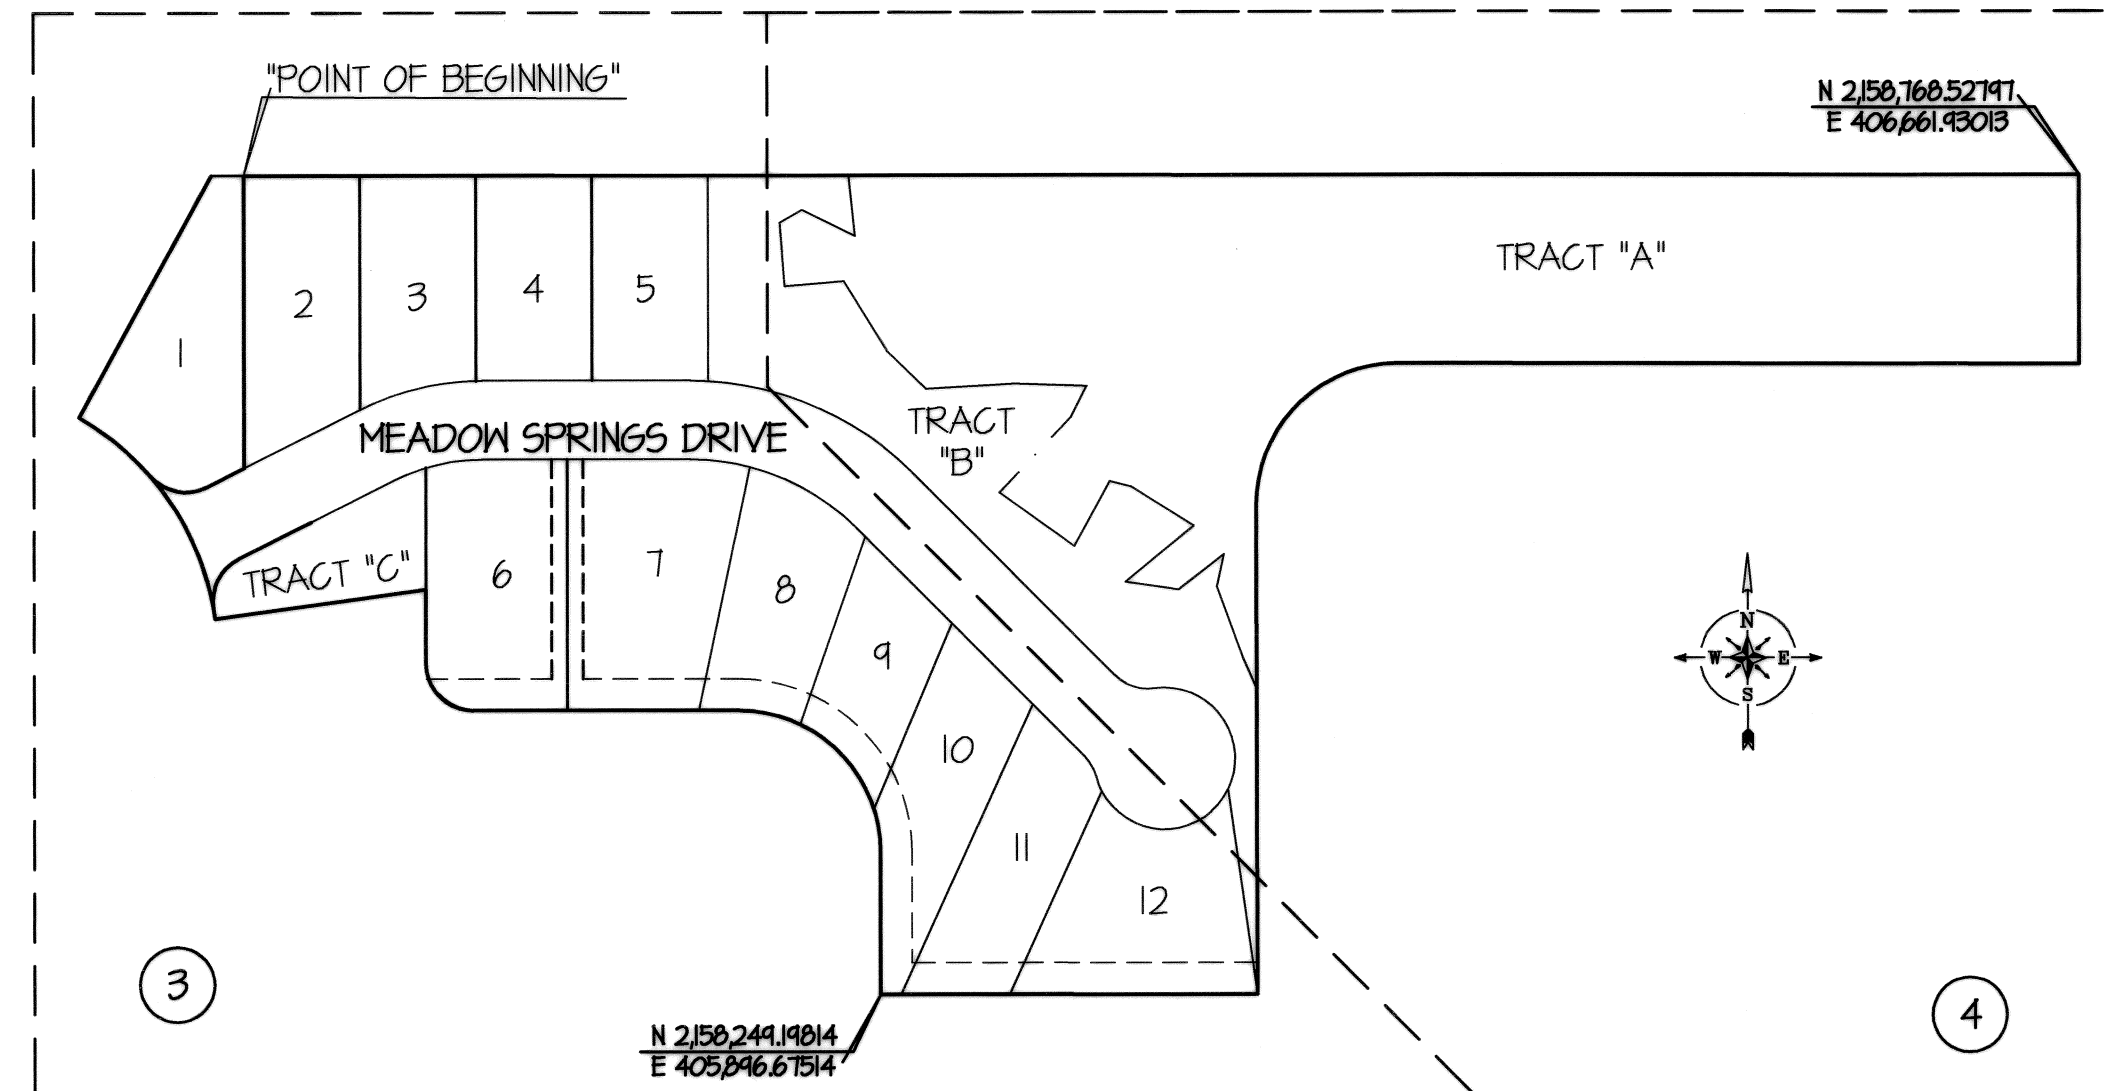 "POINT OF BEGINNING"
N 2,158,768.52797
E 406,661.93013
TRACT "A"
1
2
3
4
5
MEADOW SPRINGS DRIVE
TRACT
"B"
TRACT "C"
6
7
8
9
10
11
12
N
W E
S
3
4
N 2,158,249.19814
E 405,896.67514